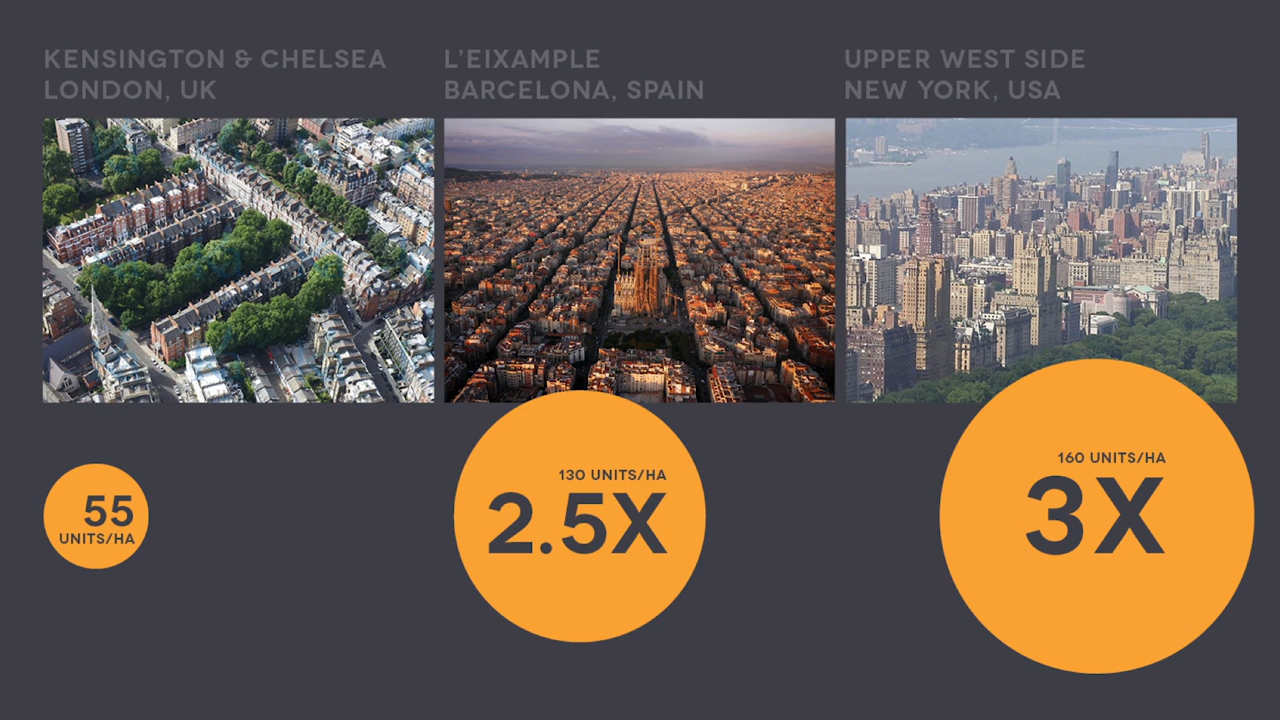 KENSINGTON & CHELSEA
LONDON, UK
L'EIXAMPLE
BARCELONA, SPAIN
UPPER WEST SIDE
NEW YORK, USA
55
UNITS/HA
130 UNITS/HA
2.5X
160 UNITS/HA
3X